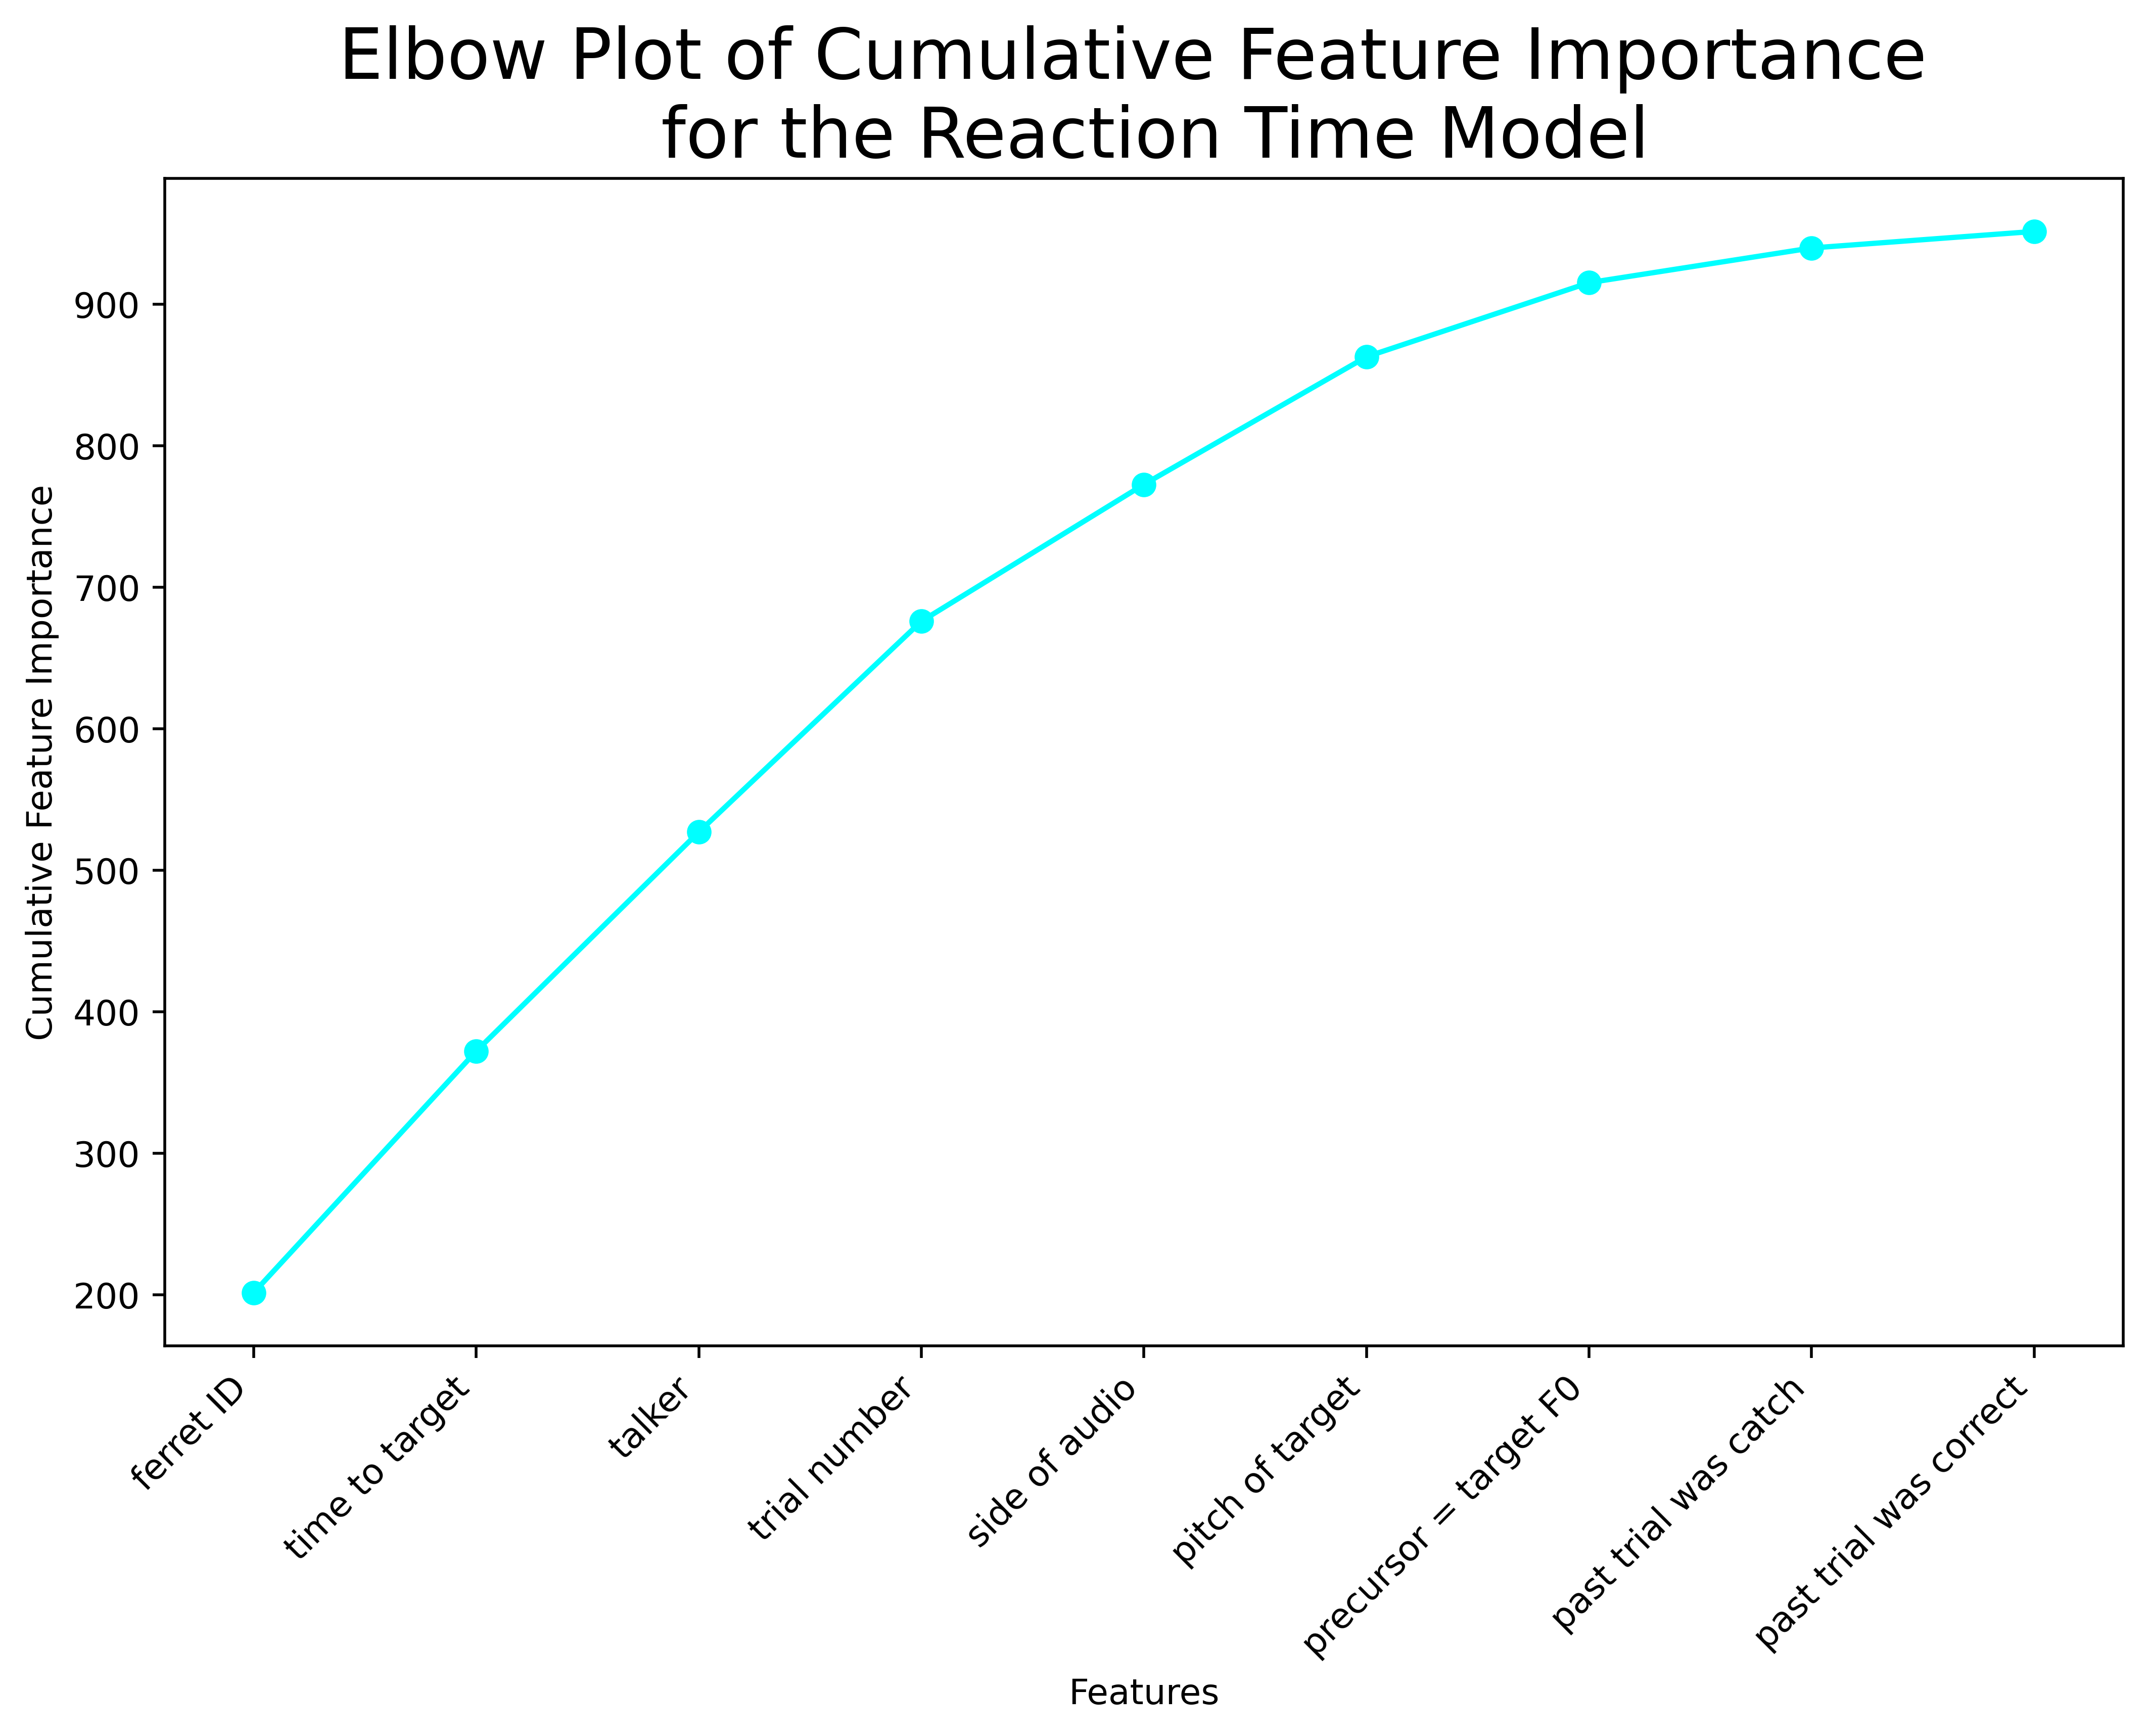 Elbow Plot of Cumulative Feature Importance
for the Reaction Time Model
Cumulative Feature Importance
900
800
700
600
500
400
300
200
ferret ID
time to target
talker
trial number
side of audio
pitch of target
precursor = target F0
past trial was catch
past trial was correct
Features